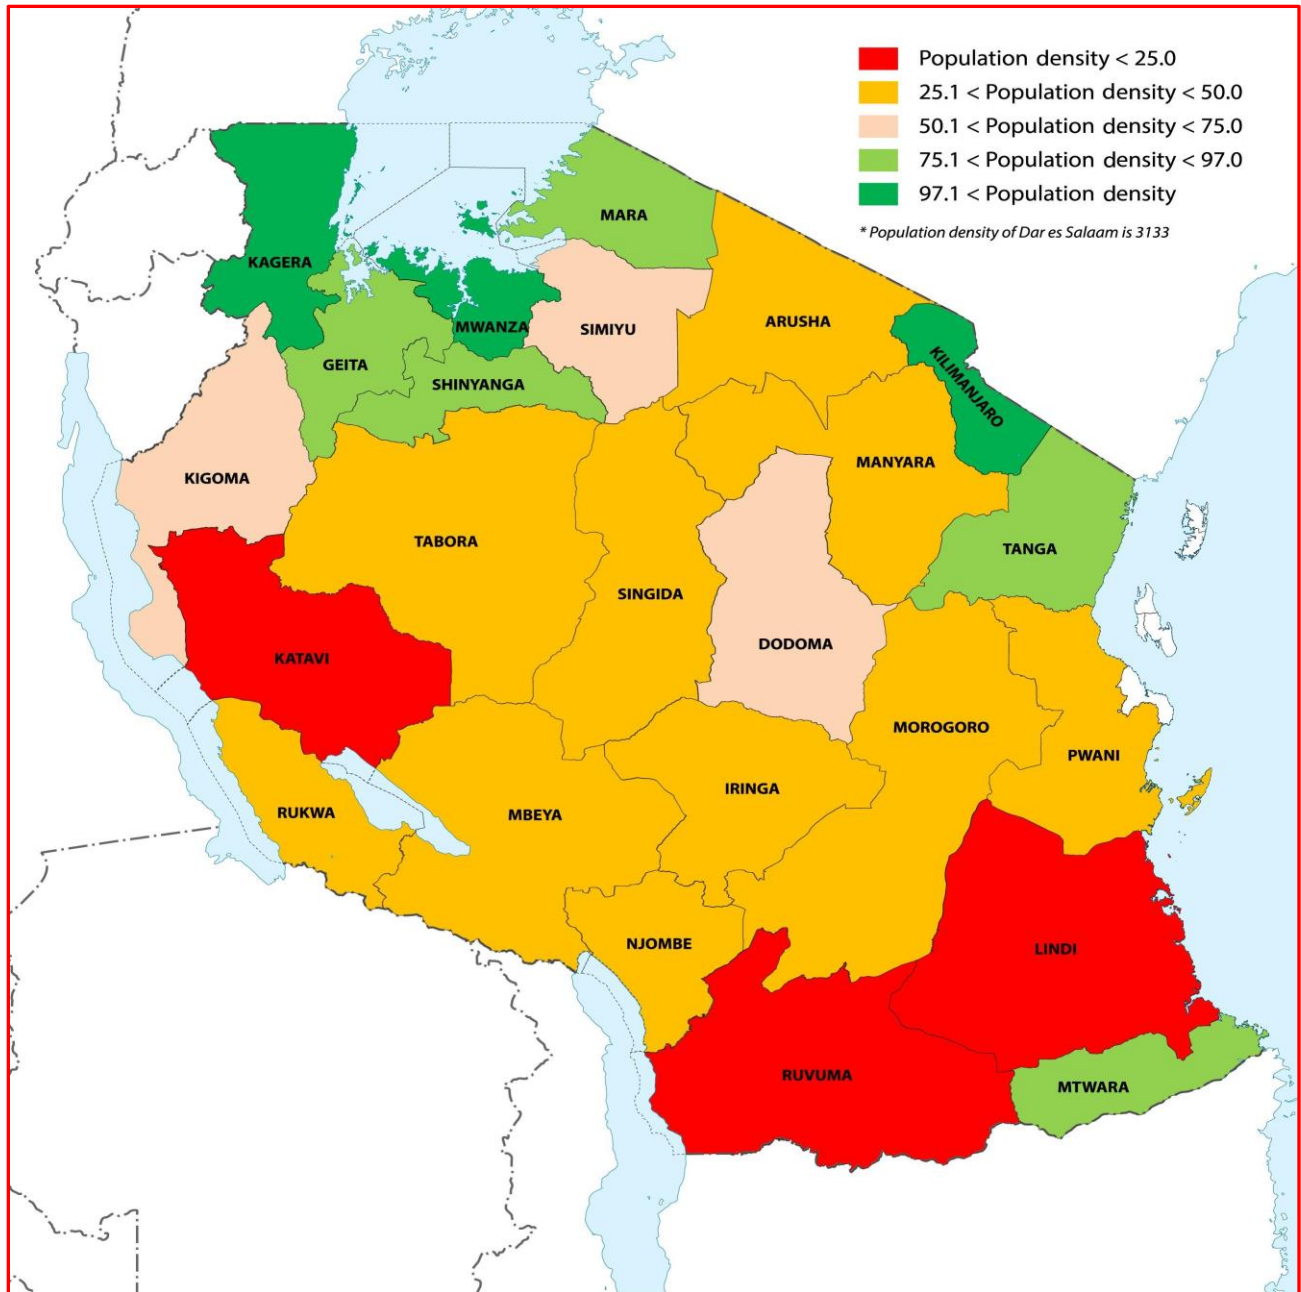 Population density < 25.0
25.1 < Population density < 50.0
50.1 < Population density < 75.0
75.1 < Population density < 97.0
97.1 < Population density
* Population density of Dar es Salaam is 3133
MARA
KAGERA
MWANZA
SIMIYU
ARUSHA
GEITA
SHINYANGA
KILIMANJARO
KIGOMA
MANYARA
TABORA
TANGA
SINGIDA
KATAVI
DODOMA
MOROGORO
PWANI
IRINGA
RUKWA
MBEYA
NJOMBE
LINDI
RUVUMA
MTWARA